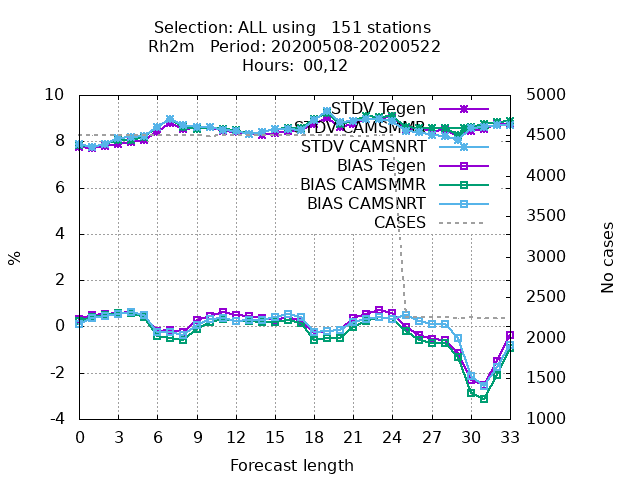 Selection: ALL using   151 stations
Rh2m   Period: 20200508-20200522
Hours:  00,12
10
8
6
4
2
0
-2
-4
%
5000
4500
4000
3500
3000
2500
2000
1500
1000
No cases
STDV Tegen
STDV CAMSMMR
STDV CAMSNRT
BIAS Tegen
BIAS CAMSMMR
BIAS CAMSNRT
CASES
0 3 6 9 12 15 18 21 24 27 30 33
Forecast length